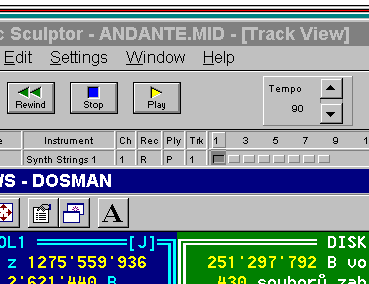 c Sculptor - ANDANTE.MID - [Track View]
Edit Settings Window Help
Rewind Stop Play Tempo
90
e Instrument Ch Rec Ply Trk 1 3 5 7 9 1
Synth Strings 1 1 R P 1
WS - DOSMAN
A
OL1 [J] DISK
z 1275'559'936 251'297'792 B vo
2'621'440 B 430 souborů zab